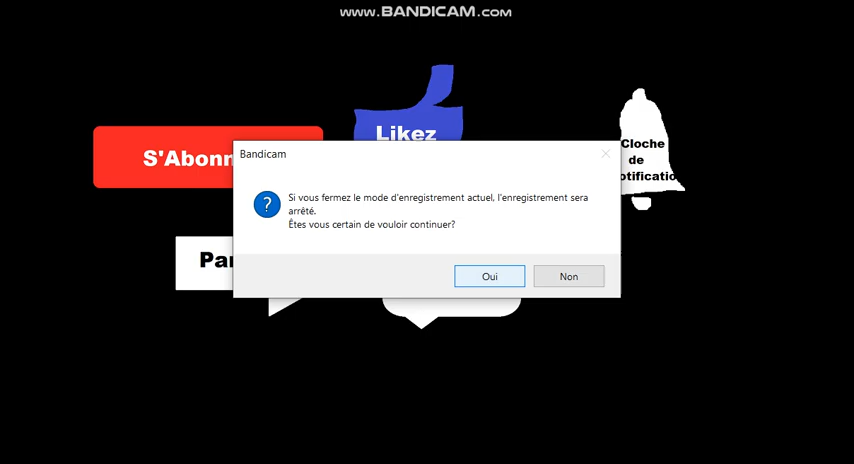 www.BANDICAM.com
Likez
S'Abonn
Cloche
de
otificatio
Bandicam
Si vous fermez le mode d'enregistrement actuel, l'enregistrement sera
arrêté.
Êtes vous certain de vouloir continuer?
Par
Oui
Non